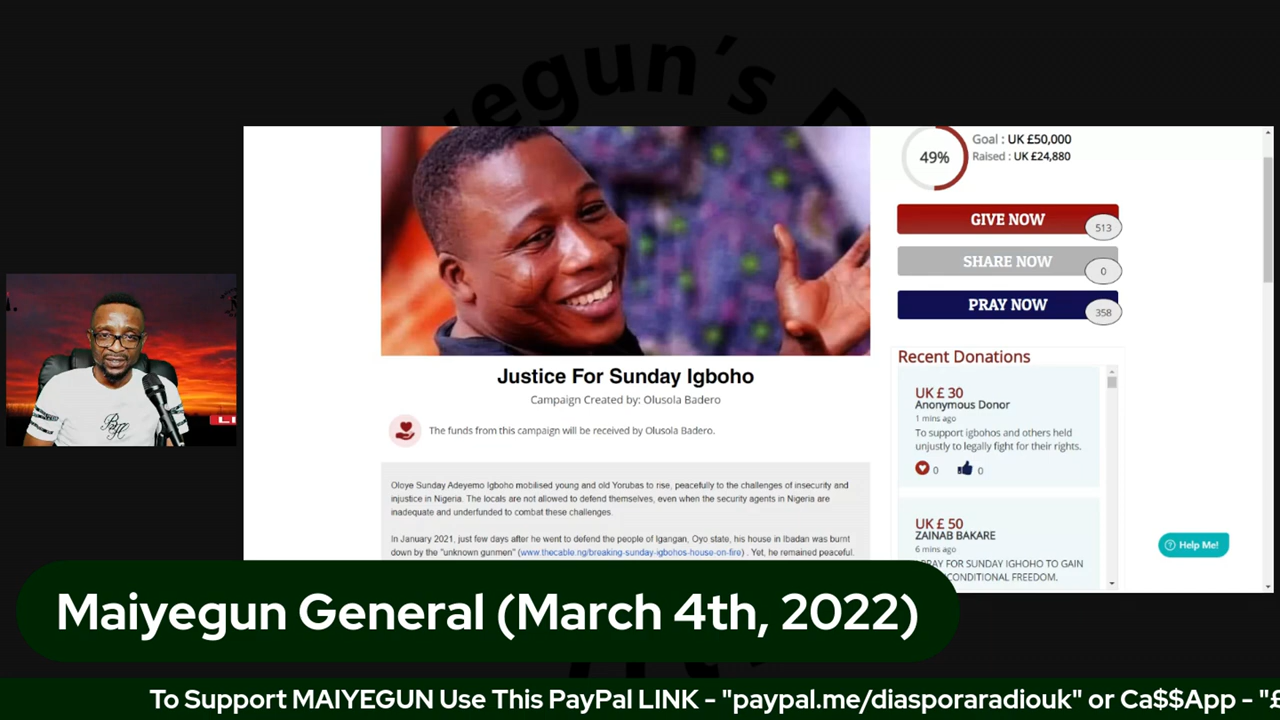 Maiyegun's D
49%
Goal : UK £50,000
Raised : UK £24,880
GIVE NOW
513
SHARE NOW
0
PRAY NOW
358
Justice For Sunday Igboho
Campaign Created by: Olusola Badero
The funds from this campaign will be received by Olusola Badero.
Oloye Sunday Adeyemo Igboho mobilised young and old Yorubas to rise, peacefully to the challenges of insecurity and
injustice in Nigeria. The locals are not allowed to defend themselves, even when the security agents in Nigeria are
inadequate and underfunded to combat these challenges.
In January 2021, just few days after he went to defend the people of Igangan, Oyo state, his house in Ibadan was burnt
down by the "unknown gunmen" (www.thecable.ng/breaking-sunday-igbohos-house-on-fire) . Yet, he remained peaceful.
Recent Donations
UK £ 30
Anonymous Donor
1 mins ago
To support igbohos and others held
unjustly to legally fight for their rights.
0 0
UK £ 50
ZAINAB BAKARE
6 mins ago
PRAY FOR SUNDAY IGHOHO TO GAIN
CONDITIONAL FREEDOM.
Help Me!
Maiyegun General (March 4th, 2022)
To Support MAIYEGUN Use This PayPal LINK - "paypal.me/diasporaradiouk" or Ca$$App - "£